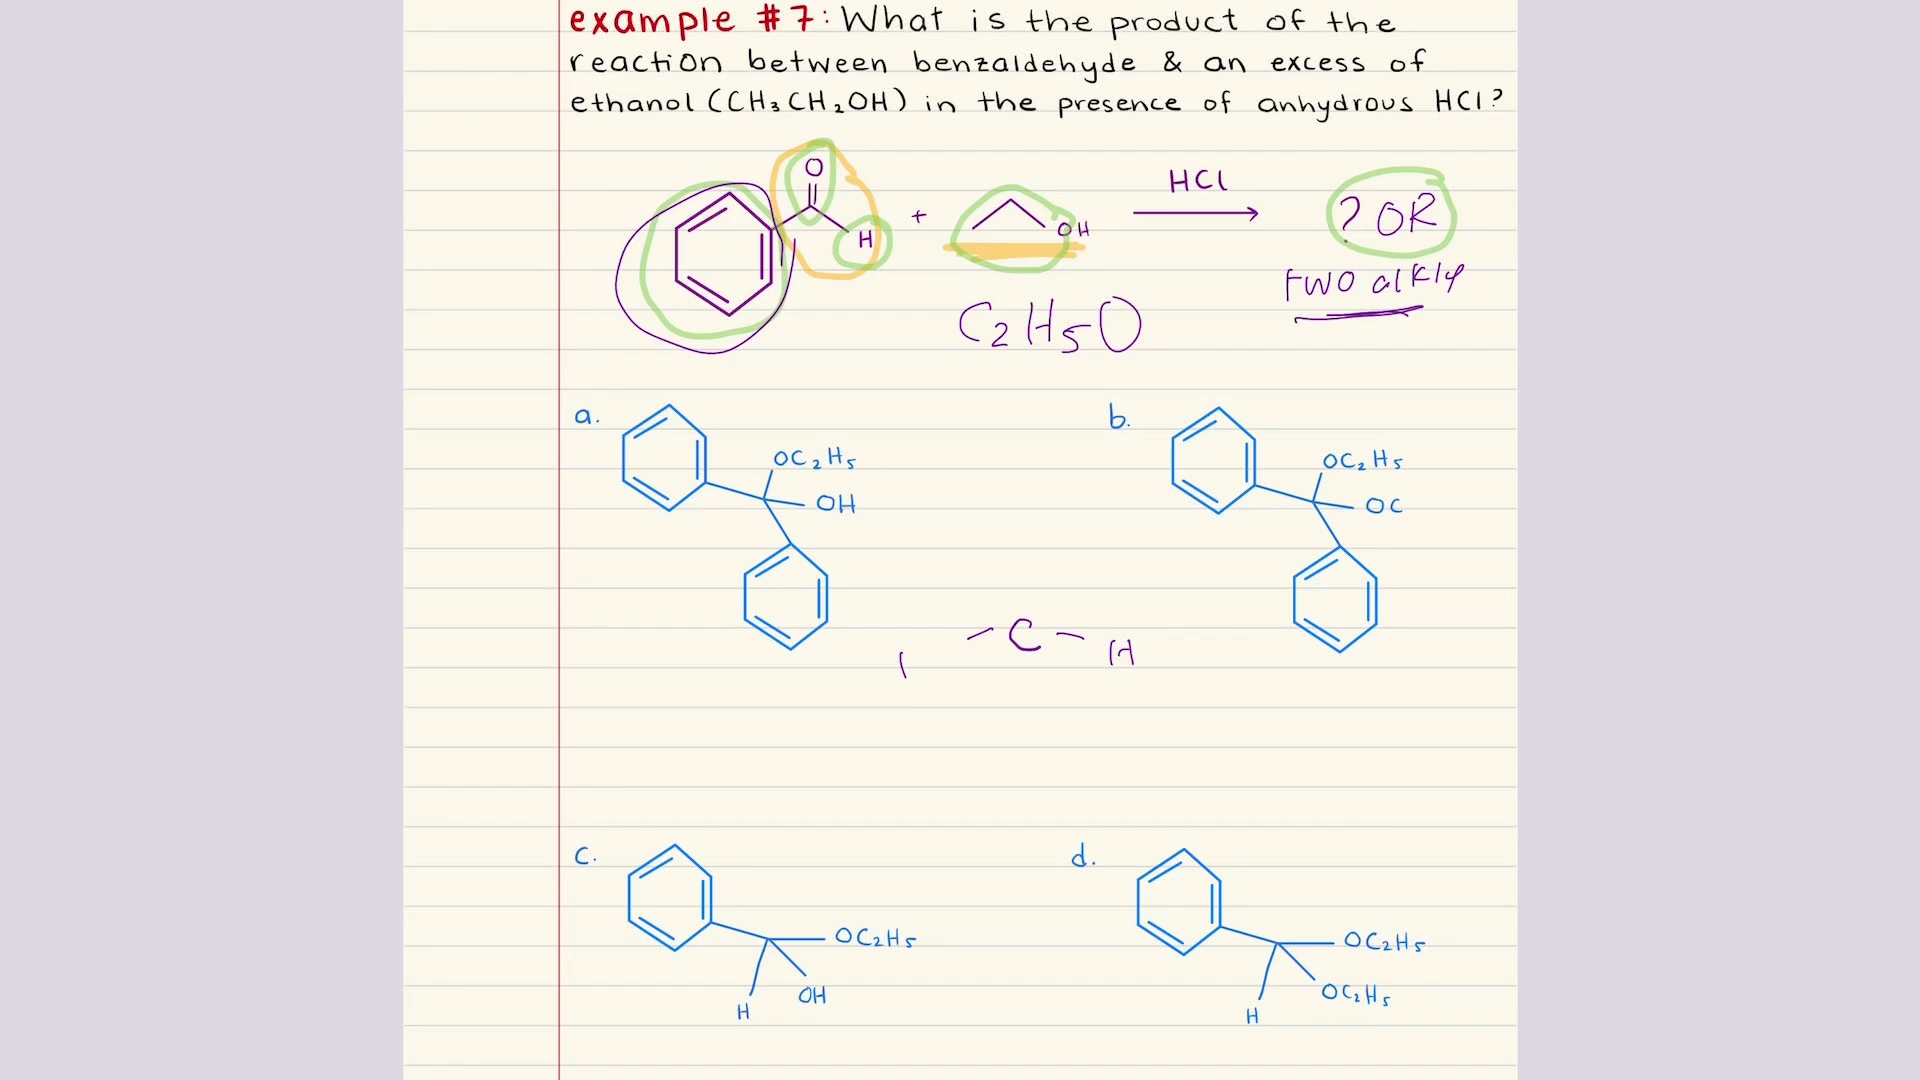 example #7: What is the product of the
reaction between benzaldehyde & an excess of
ethanol (CH₃CH₂OH) in the presence of anhydrous HCl?
O
H
+
OH
HCl
? OR
two alkly
C₂H₅O
a.
OC₂H₅
OH
b.
OC₂H₅
OC
C
H
c.
OC₂H₅
OH
H
d.
OC₂H₅
OC₂H₅
H